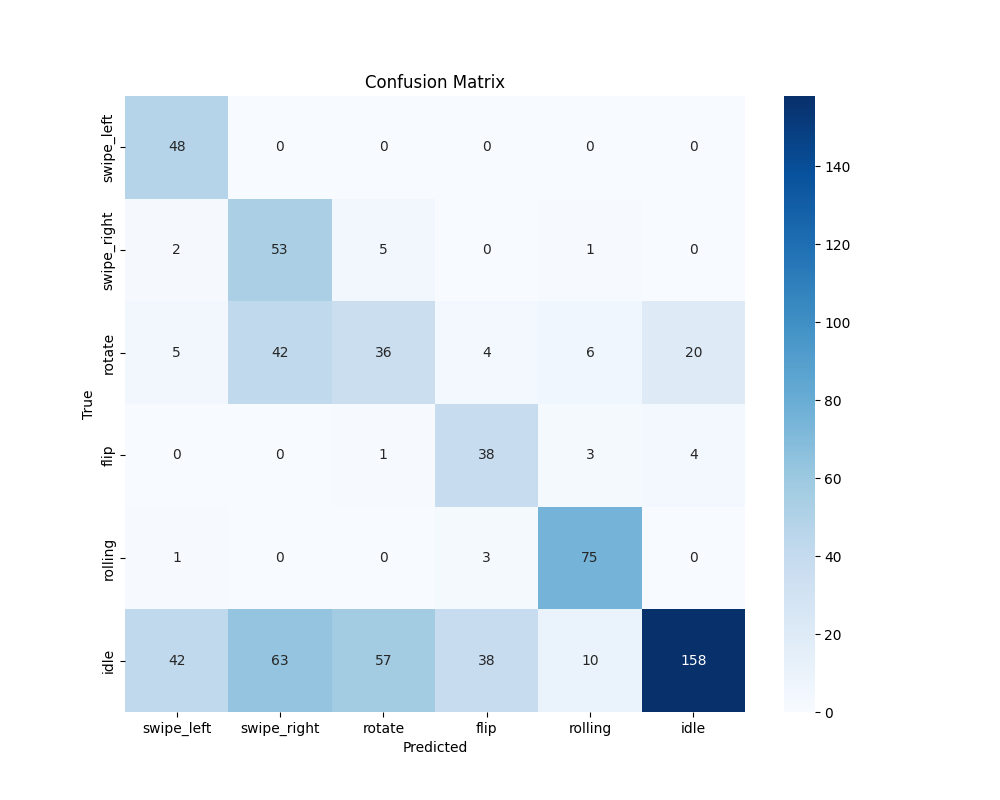 Confusion Matrix
swipe_left 48 0 0 0 0 0
swipe_right 2 53 5 0 1 0
rotate 5 42 36 4 6 20
flip 0 0 1 38 3 4
rolling 1 0 0 3 75 0
idle 42 63 57 38 10 158
swipe_left swipe_right rotate flip rolling idle
Predicted
True
140
120
100
80
60
40
20
0